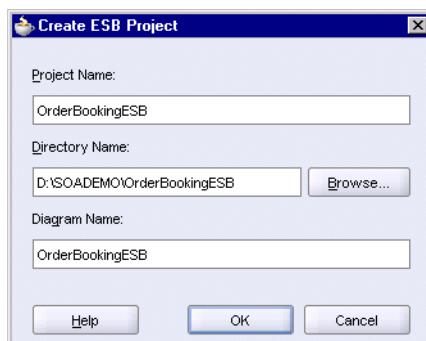 Create ESB Project
Project Name:
OrderBookingESB
Directory Name:
D:\SOADEMO\OrderBookingESB
Browse...
Diagram Name:
OrderBookingESB
Help
OK
Cancel